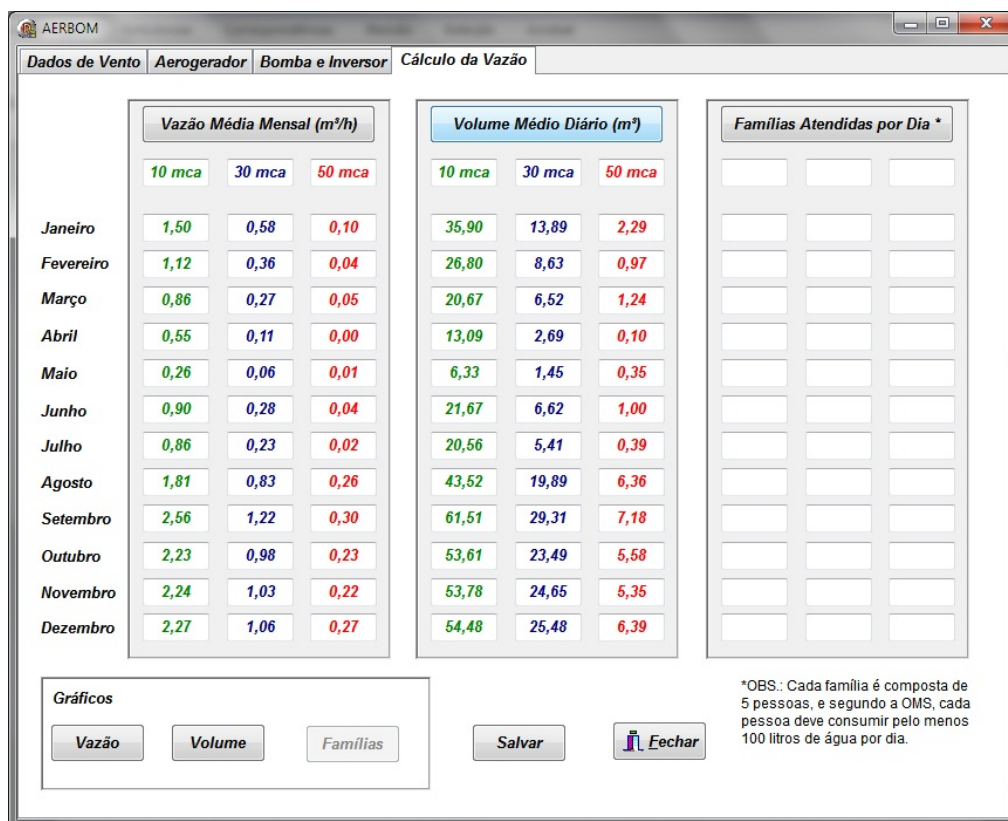 AERBOM
Dados de Vento Aerogerador Bomba e Inversor Cálculo da Vazão
Vazão Média Mensal (m³/h) Volume Médio Diário (m³) Famílias Atendidas por Dia *
10 mca 30 mca 50 mca 10 mca 30 mca 50 mca
Janeiro 1,50 0,58 0,10 35,90 13,89 2,29
Fevereiro 1,12 0,36 0,04 26,80 8,63 0,97
Março 0,86 0,27 0,05 20,67 6,52 1,24
Abril 0,55 0,11 0,00 13,09 2,69 0,10
Maio 0,26 0,06 0,01 6,33 1,45 0,35
Junho 0,90 0,28 0,04 21,67 6,62 1,00
Julho 0,86 0,23 0,02 20,56 5,41 0,39
Agosto 1,81 0,83 0,26 43,52 19,89 6,36
Setembro 2,56 1,22 0,30 61,51 29,31 7,18
Outubro 2,23 0,98 0,23 53,61 23,49 5,58
Novembro 2,24 1,03 0,22 53,78 24,65 5,35
Dezembro 2,27 1,06 0,27 54,48 25,48 6,39
Gráficos
Vazão Volume Famílias Salvar Fechar
*OBS.: Cada família é composta de
5 pessoas, e segundo a OMS, cada
pessoa deve consumir pelo menos
100 litros de água por dia.